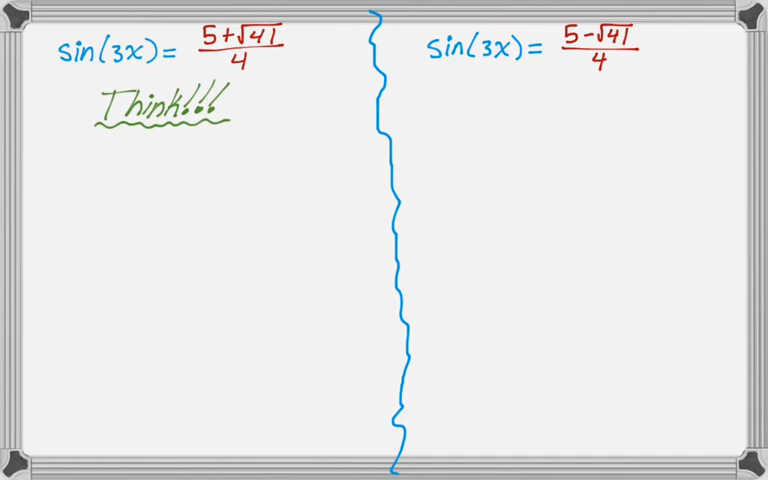 sin(3x) = (5+√41)/4
Think!!!
sin(3x) = (5-√41)/4